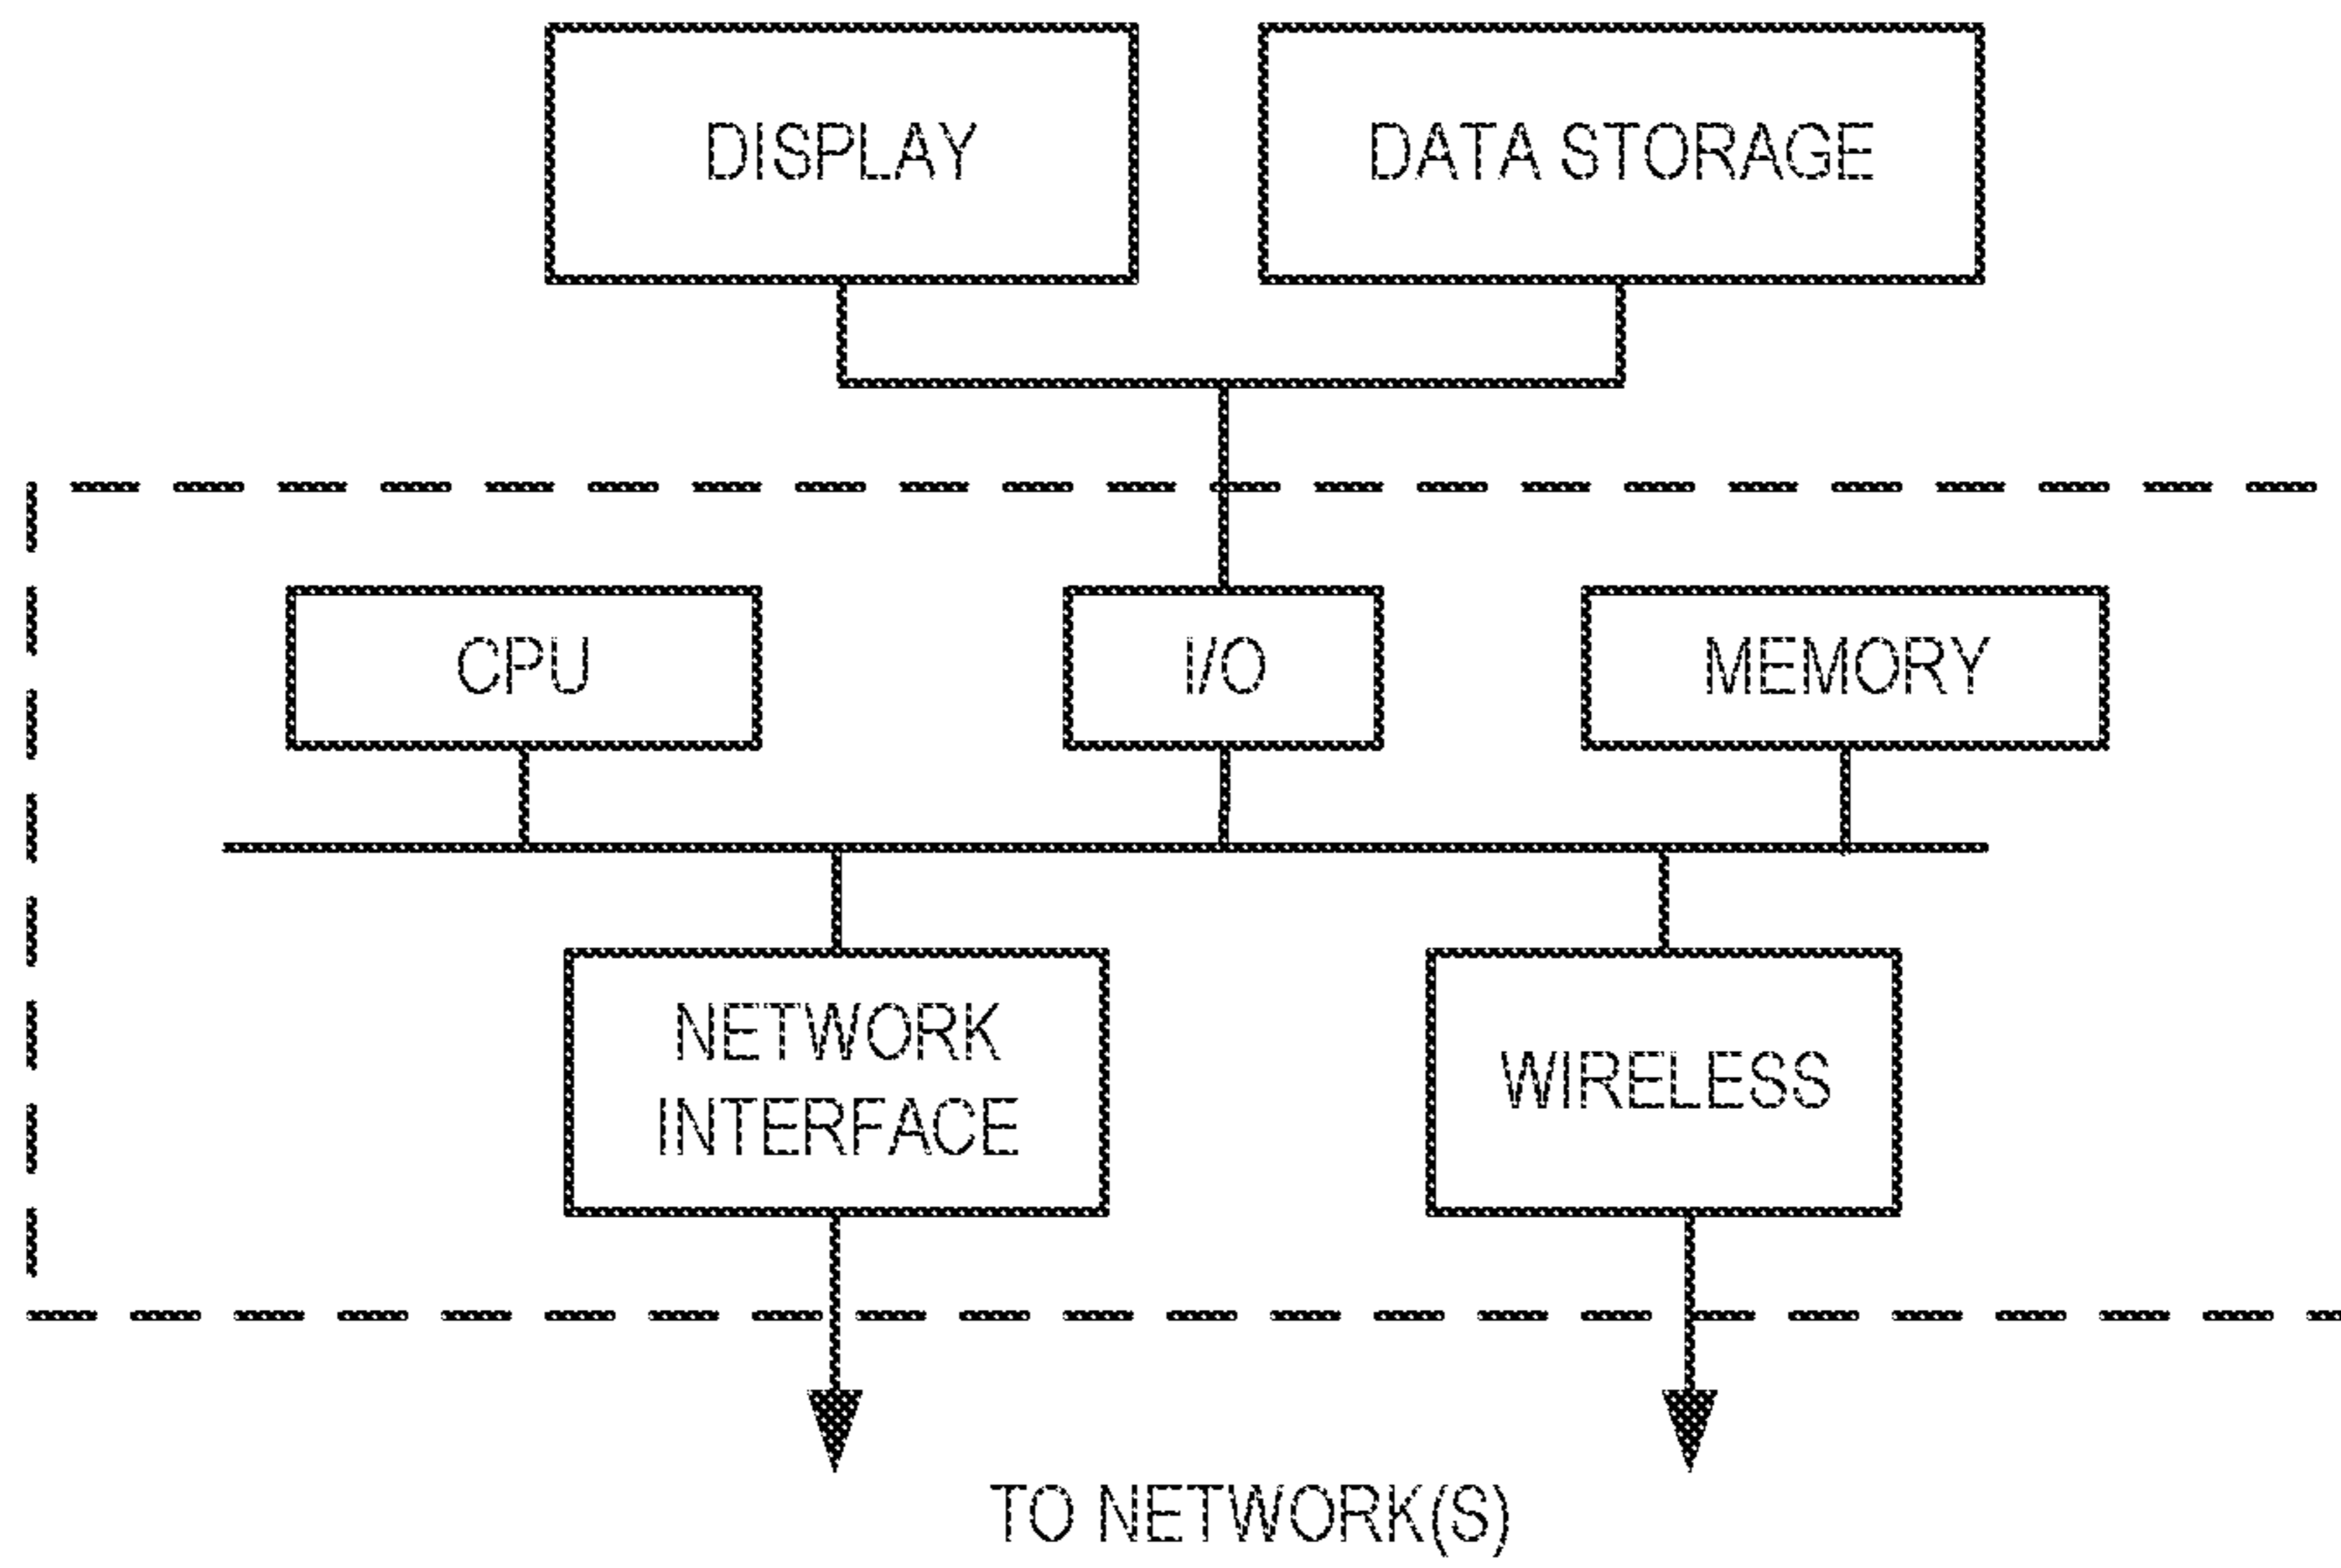 DISPLAY
DATA STORAGE
CPU
I/O
MEMORY
NETWORK
INTERFACE
WIRELESS
TO NETWORK(S)